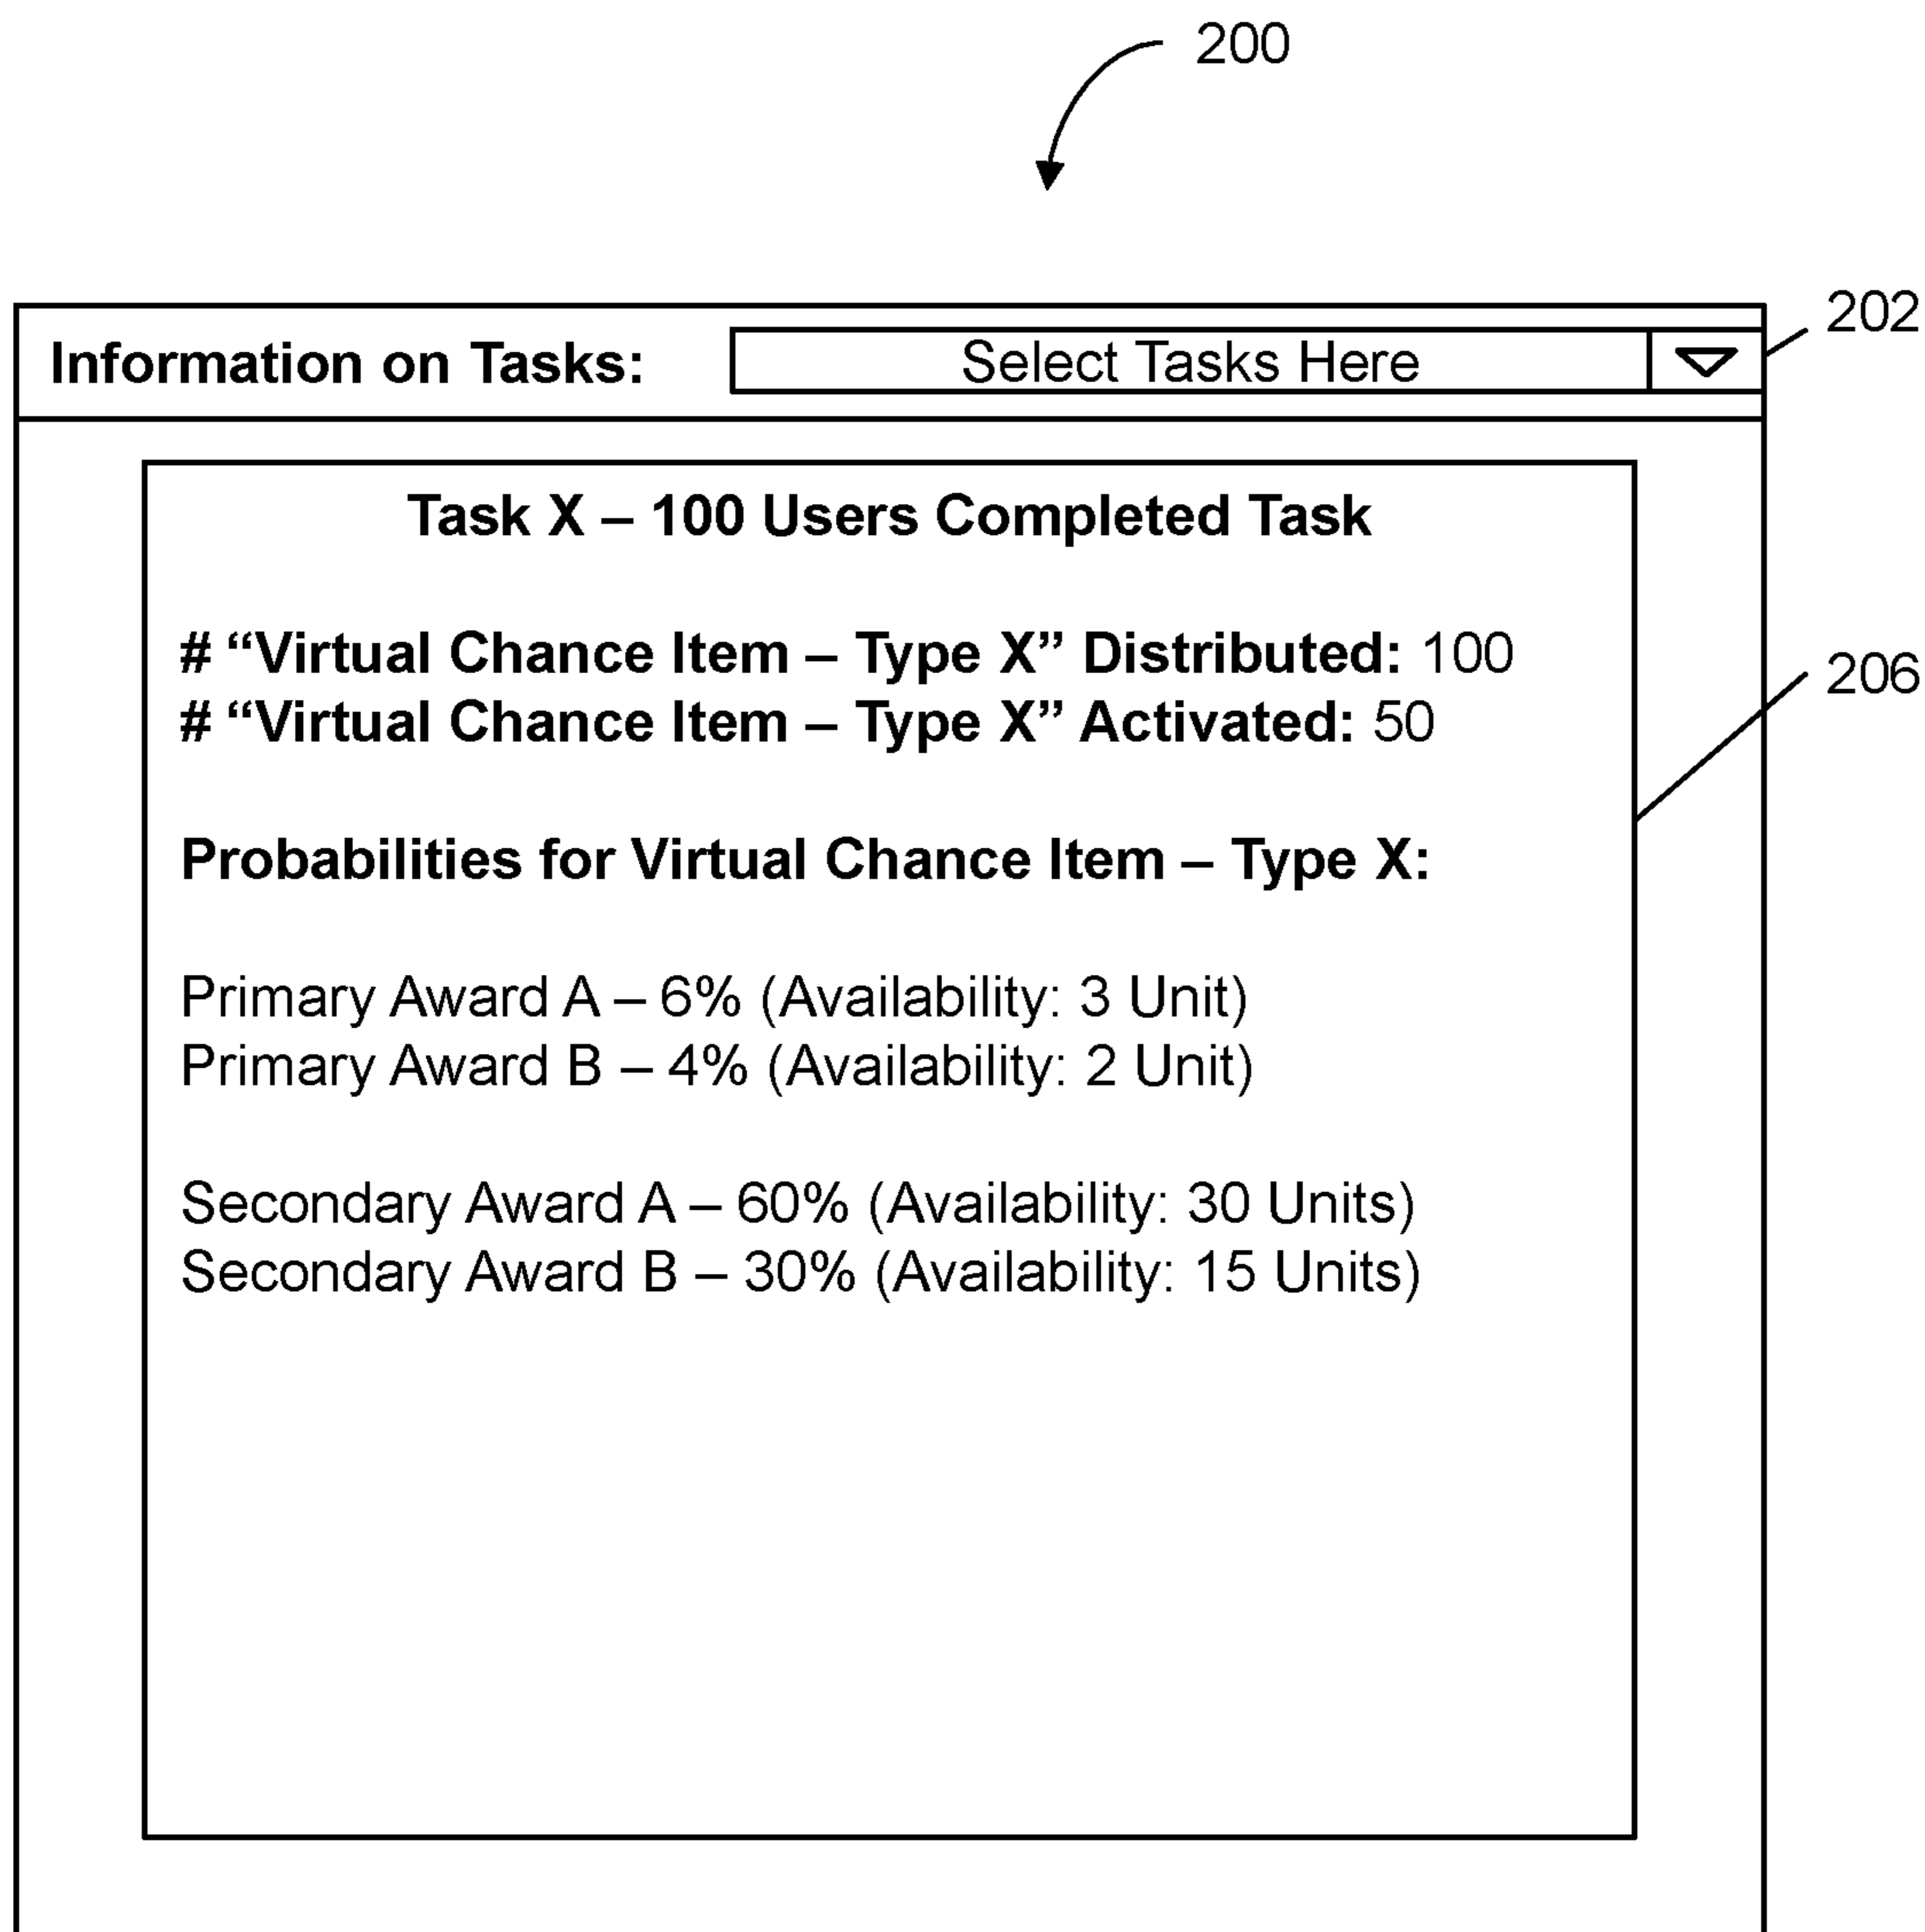 200
202
Information on Tasks: Select Tasks Here
Task X – 100 Users Completed Task
# “Virtual Chance Item – Type X” Distributed: 100
206
# “Virtual Chance Item – Type X” Activated: 50
Probabilities for Virtual Chance Item – Type X:
Primary Award A – 6% (Availability: 3 Unit)
Primary Award B – 4% (Availability: 2 Unit)
Secondary Award A – 60% (Availability: 30 Units)
Secondary Award B – 30% (Availability: 15 Units)